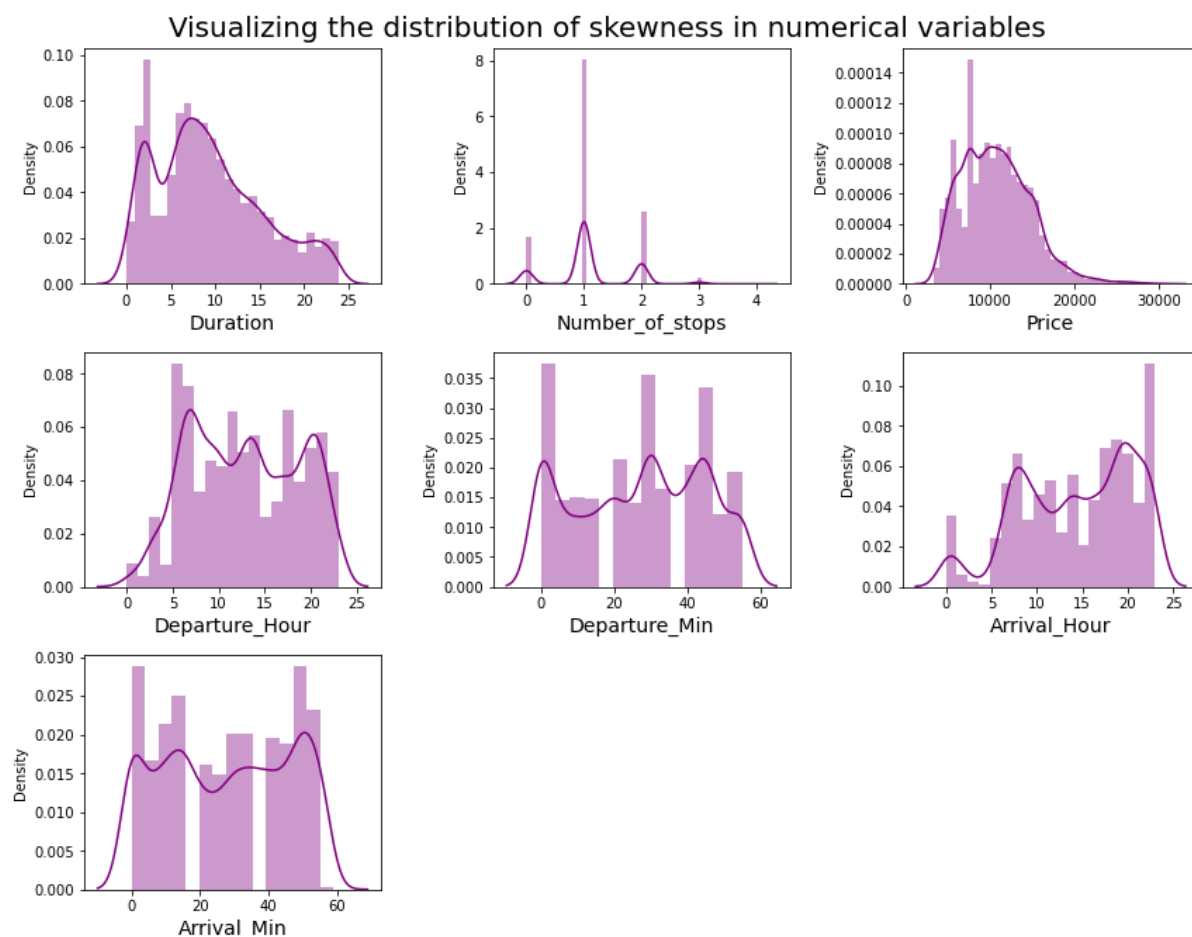 Visualizing the distribution of skewness in numerical variables
0.10
0.08
0.06
0.04
0.02
0.00
Density
0 5 10 15 20 25
Duration
8
6
4
2
0
Density
0 1 2 3 4
Number_of_stops
0.00014
0.00012
0.00010
0.00008
0.00006
0.00004
0.00002
0.00000
Density
0 10000 20000 30000
Price
0.08
0.06
0.04
0.02
0.00
Density
0 5 10 15 20 25
Departure_Hour
0.035
0.030
0.025
0.020
0.015
0.010
0.005
0.000
Density
0 20 40 60
Departure_Min
0.10
0.08
0.06
0.04
0.02
0.00
Density
0 5 10 15 20 25
Arrival_Hour
0.030
0.025
0.020
0.015
0.010
0.005
0.000
Density
0 20 40 60
Arrival_Min